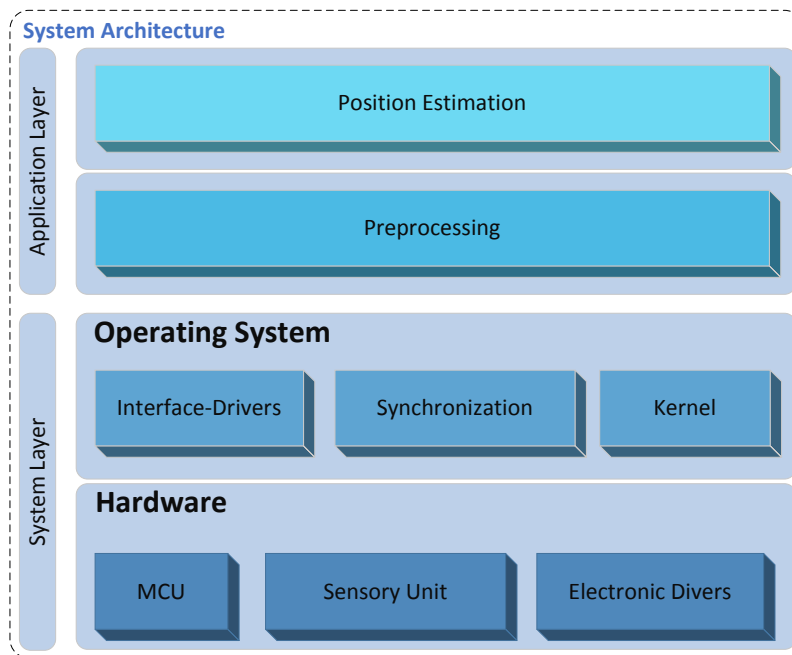 System Architecture
Application Layer
Position Estimation
Preprocessing
System Layer
Operating System
Interface-Drivers
Synchronization
Kernel
Hardware
MCU
Sensory Unit
Electronic Divers